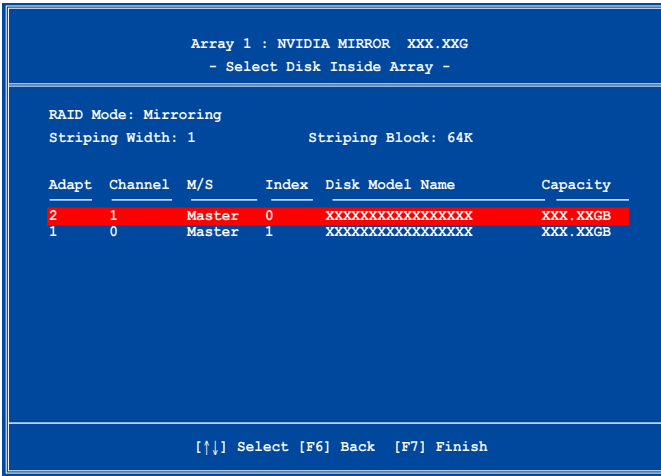 Array 1 : NVIDIA MIRROR XXX.XXG
- Select Disk Inside Array -
RAID Mode: Mirroring
Striping Width: 1 Striping Block: 64K
Adapt Channel M/S Index Disk Model Name Capacity
2 1 Master 0 XXXXXXXXXXXXXXXXX XXX.XXGB
1 0 Master 1 XXXXXXXXXXXXXXXXX XXX.XXGB
[↑↓] Select [F6] Back [F7] Finish